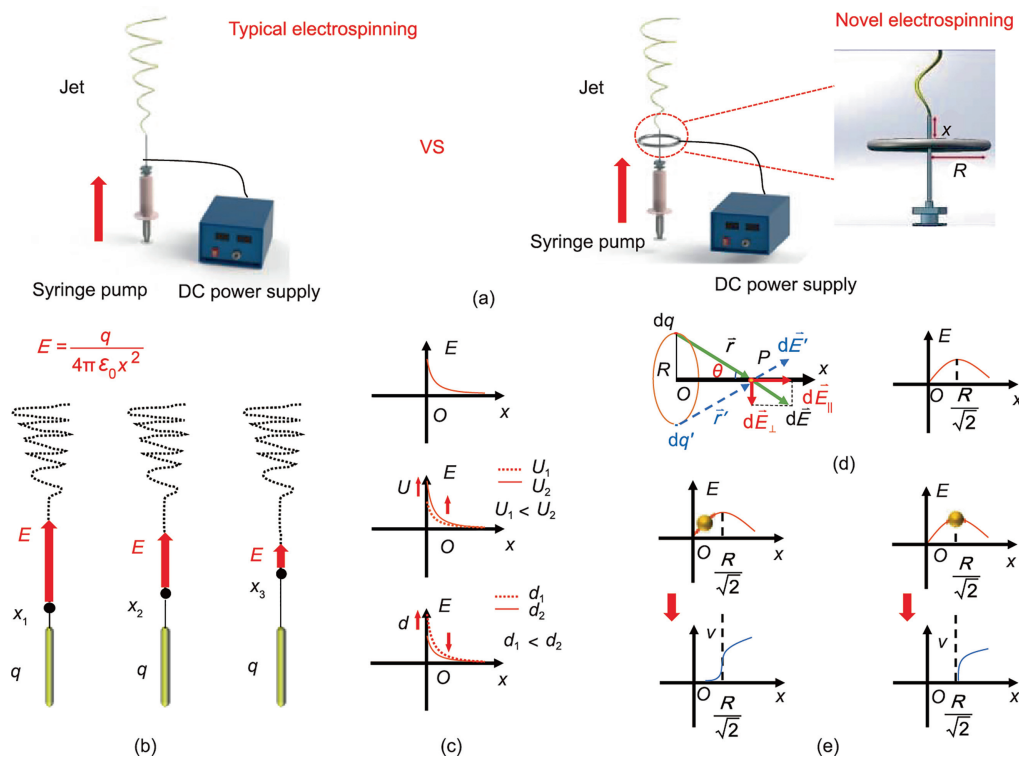 Typical electrospinning
Jet
Syringe pump
DC power supply
VS
Novel electrospinning
Jet
Syringe pump
DC power supply
x
R
(a)
E = q / 4πε₀x²
E
x₁
q
E
x₂
q
E
x₃
q
(b)
E
O
x
U
E
U₁
U₂
U₁ < U₂
O
x
d
E
d₁
d₂
d₁ < d₂
O
x
(c)
dq
R
O
r⃗
θ
P
dE⃗′
x
dE⃗∥
dE⃗⊥
dE⃗
r⃗′
dq′
E
O
R/√2
x
(d)
E
O
R/√2
x
v
O
R/√2
x
E
O
R/√2
x
v
O
R/√2
x
(e)